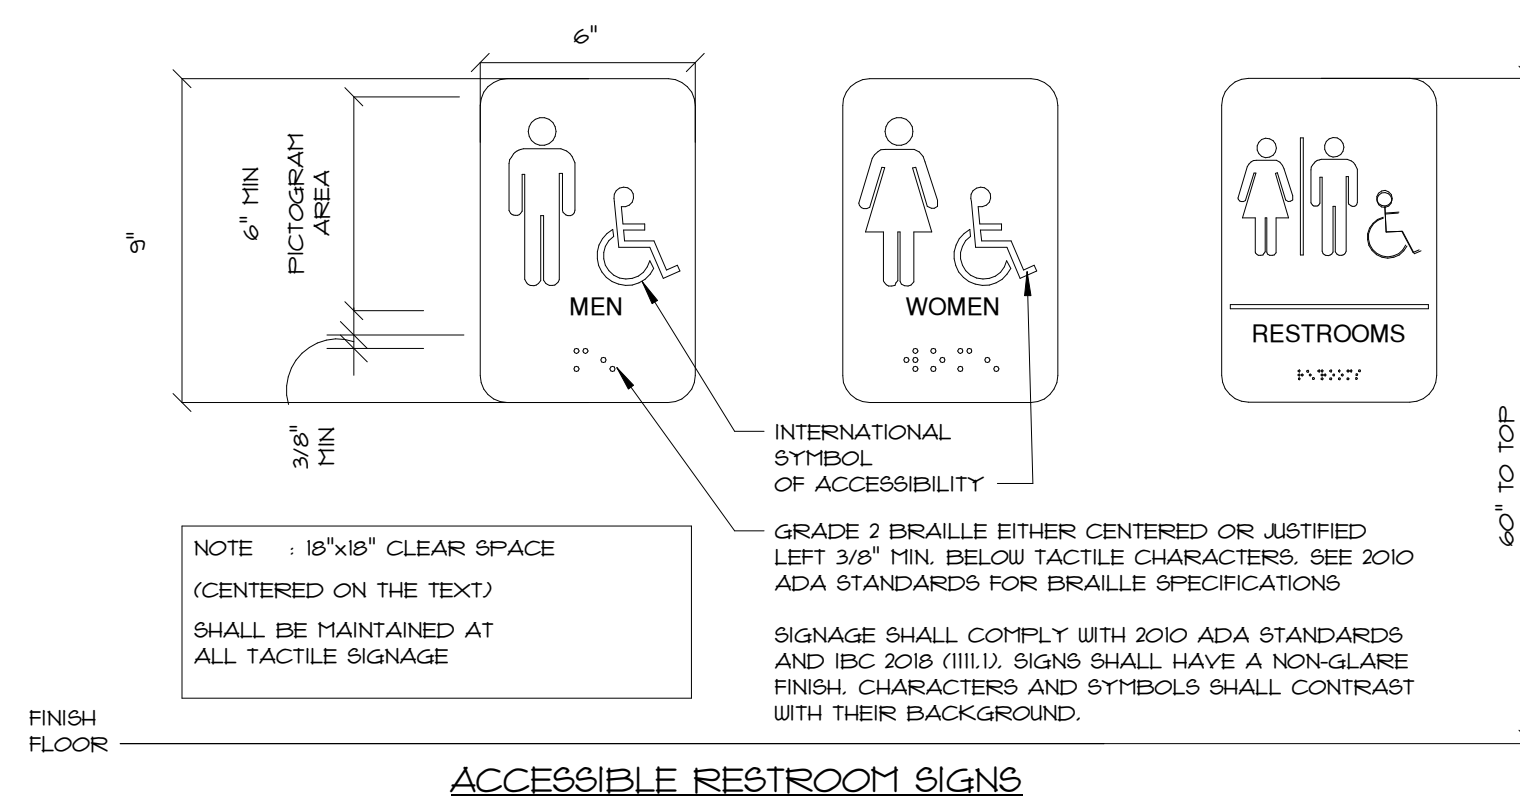 6"
9"
6" MIN
PICTOGRAM
AREA
3/8"
MIN
MEN
WOMEN
RESTROOMS
60" TO TOP
INTERNATIONAL
SYMBOL
OF ACCESSIBILITY
GRADE 2 BRAILLE EITHER CENTERED OR JUSTIFIED
LEFT 3/8" MIN. BELOW TACTILE CHARACTERS. SEE 2010
ADA STANDARDS FOR BRAILLE SPECIFICATIONS
SIGNAGE SHALL COMPLY WITH 2010 ADA STANDARDS
AND IBC 2018 (1111.1). SIGNS SHALL HAVE A NON-GLARE
FINISH. CHARACTERS AND SYMBOLS SHALL CONTRAST
WITH THEIR BACKGROUND.
NOTE : 18"x18" CLEAR SPACE
(CENTERED ON THE TEXT)
SHALL BE MAINTAINED AT
ALL TACTILE SIGNAGE
FINISH
FLOOR
ACCESSIBLE RESTROOM SIGNS